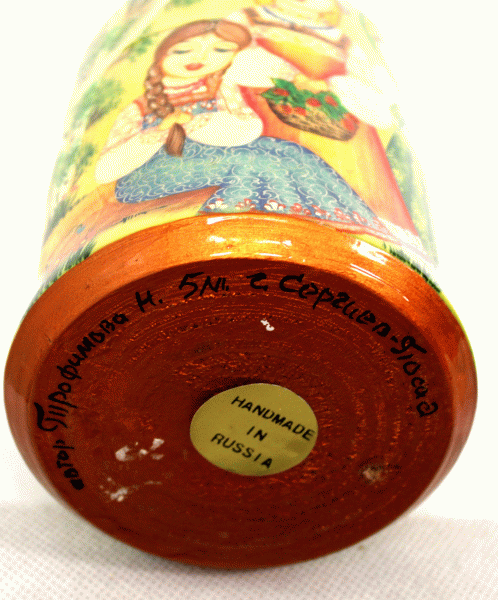 автор Трофимова Н. 5м. г. Сергиев-Посад
HANDMADE
IN
RUSSIA